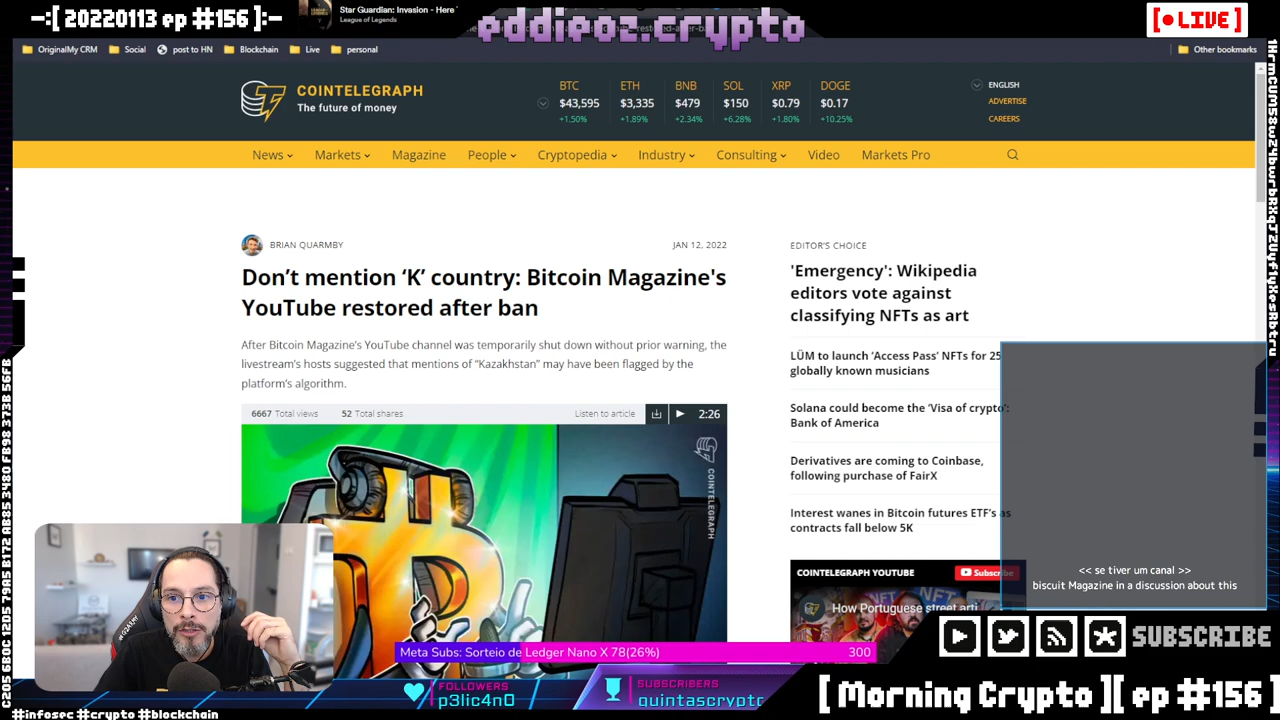 -:[ 20220113 ep #156 ]:-
Star Guardian: Invasion - Here
League of Legends
eddieoz.crypto
[ LIVE ]
OriginalMy CRM
Social
post to HN
Blockchain
Live
personal
Other bookmarks
COINTELEGRAPH
The future of money
BTC ETH BNB SOL XRP DOGE
$43,595 $3,335 $479 $150 $0.79 $0.17
+1.50% +1.89% +2.34% +6.28% +1.80% +10.25%
ENGLISH
ADVERTISE
CAREERS
News Markets Magazine People Cryptopedia Industry Consulting Video Markets Pro
BRIAN QUARMBY
JAN 12, 2022
Don’t mention ‘K’ country: Bitcoin Magazine's
YouTube restored after ban
After Bitcoin Magazine’s YouTube channel was temporarily shut down without prior warning, the
livestream’s hosts suggested that mentions of “Kazakhstan” may have been flagged by the
platform’s algorithm.
6667 Total views 52 Total shares Listen to article 2:26
COINTELEGRAPH
EDITOR'S CHOICE
'Emergency': Wikipedia
editors vote against
classifying NFTs as art
LÜM to launch ‘Access Pass’ NFTs for 25
globally known musicians
Solana could become the ‘Visa of crypto’:
Bank of America
Derivatives are coming to Coinbase,
following purchase of FairX
Interest wanes in Bitcoin futures ETF’s as
contracts fall below 5K
COINTELEGRAPH YOUTUBE
Subscribe
How Portuguese street arti
<< se tiver um canal >>
biscuit Magazine in a discussion about this
Meta Subs: Sorteio de Ledger Nano X 78(26%) 300
SUBSCRIBE
FOLLOWERS
p3lic4n0
SUBSCRIBERS
quintascrypto
[ Morning Crypto ][ ep #156 ]
#infosec #crypto #blockchain